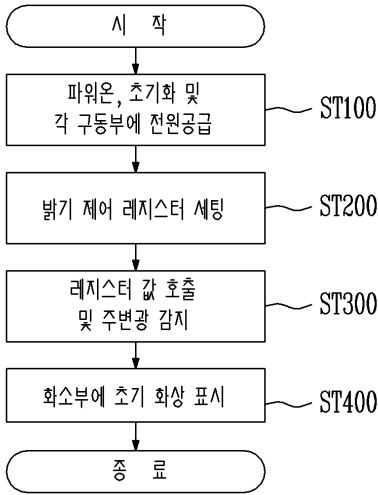 시 작
파워온, 초기화 및
각 구동부에 전원공급
ST100
밝기 제어 레지스터 세팅
ST200
레지스터 값 호출
및 주변광 감지
ST300
화소부에 초기 화상 표시
ST400
종 료